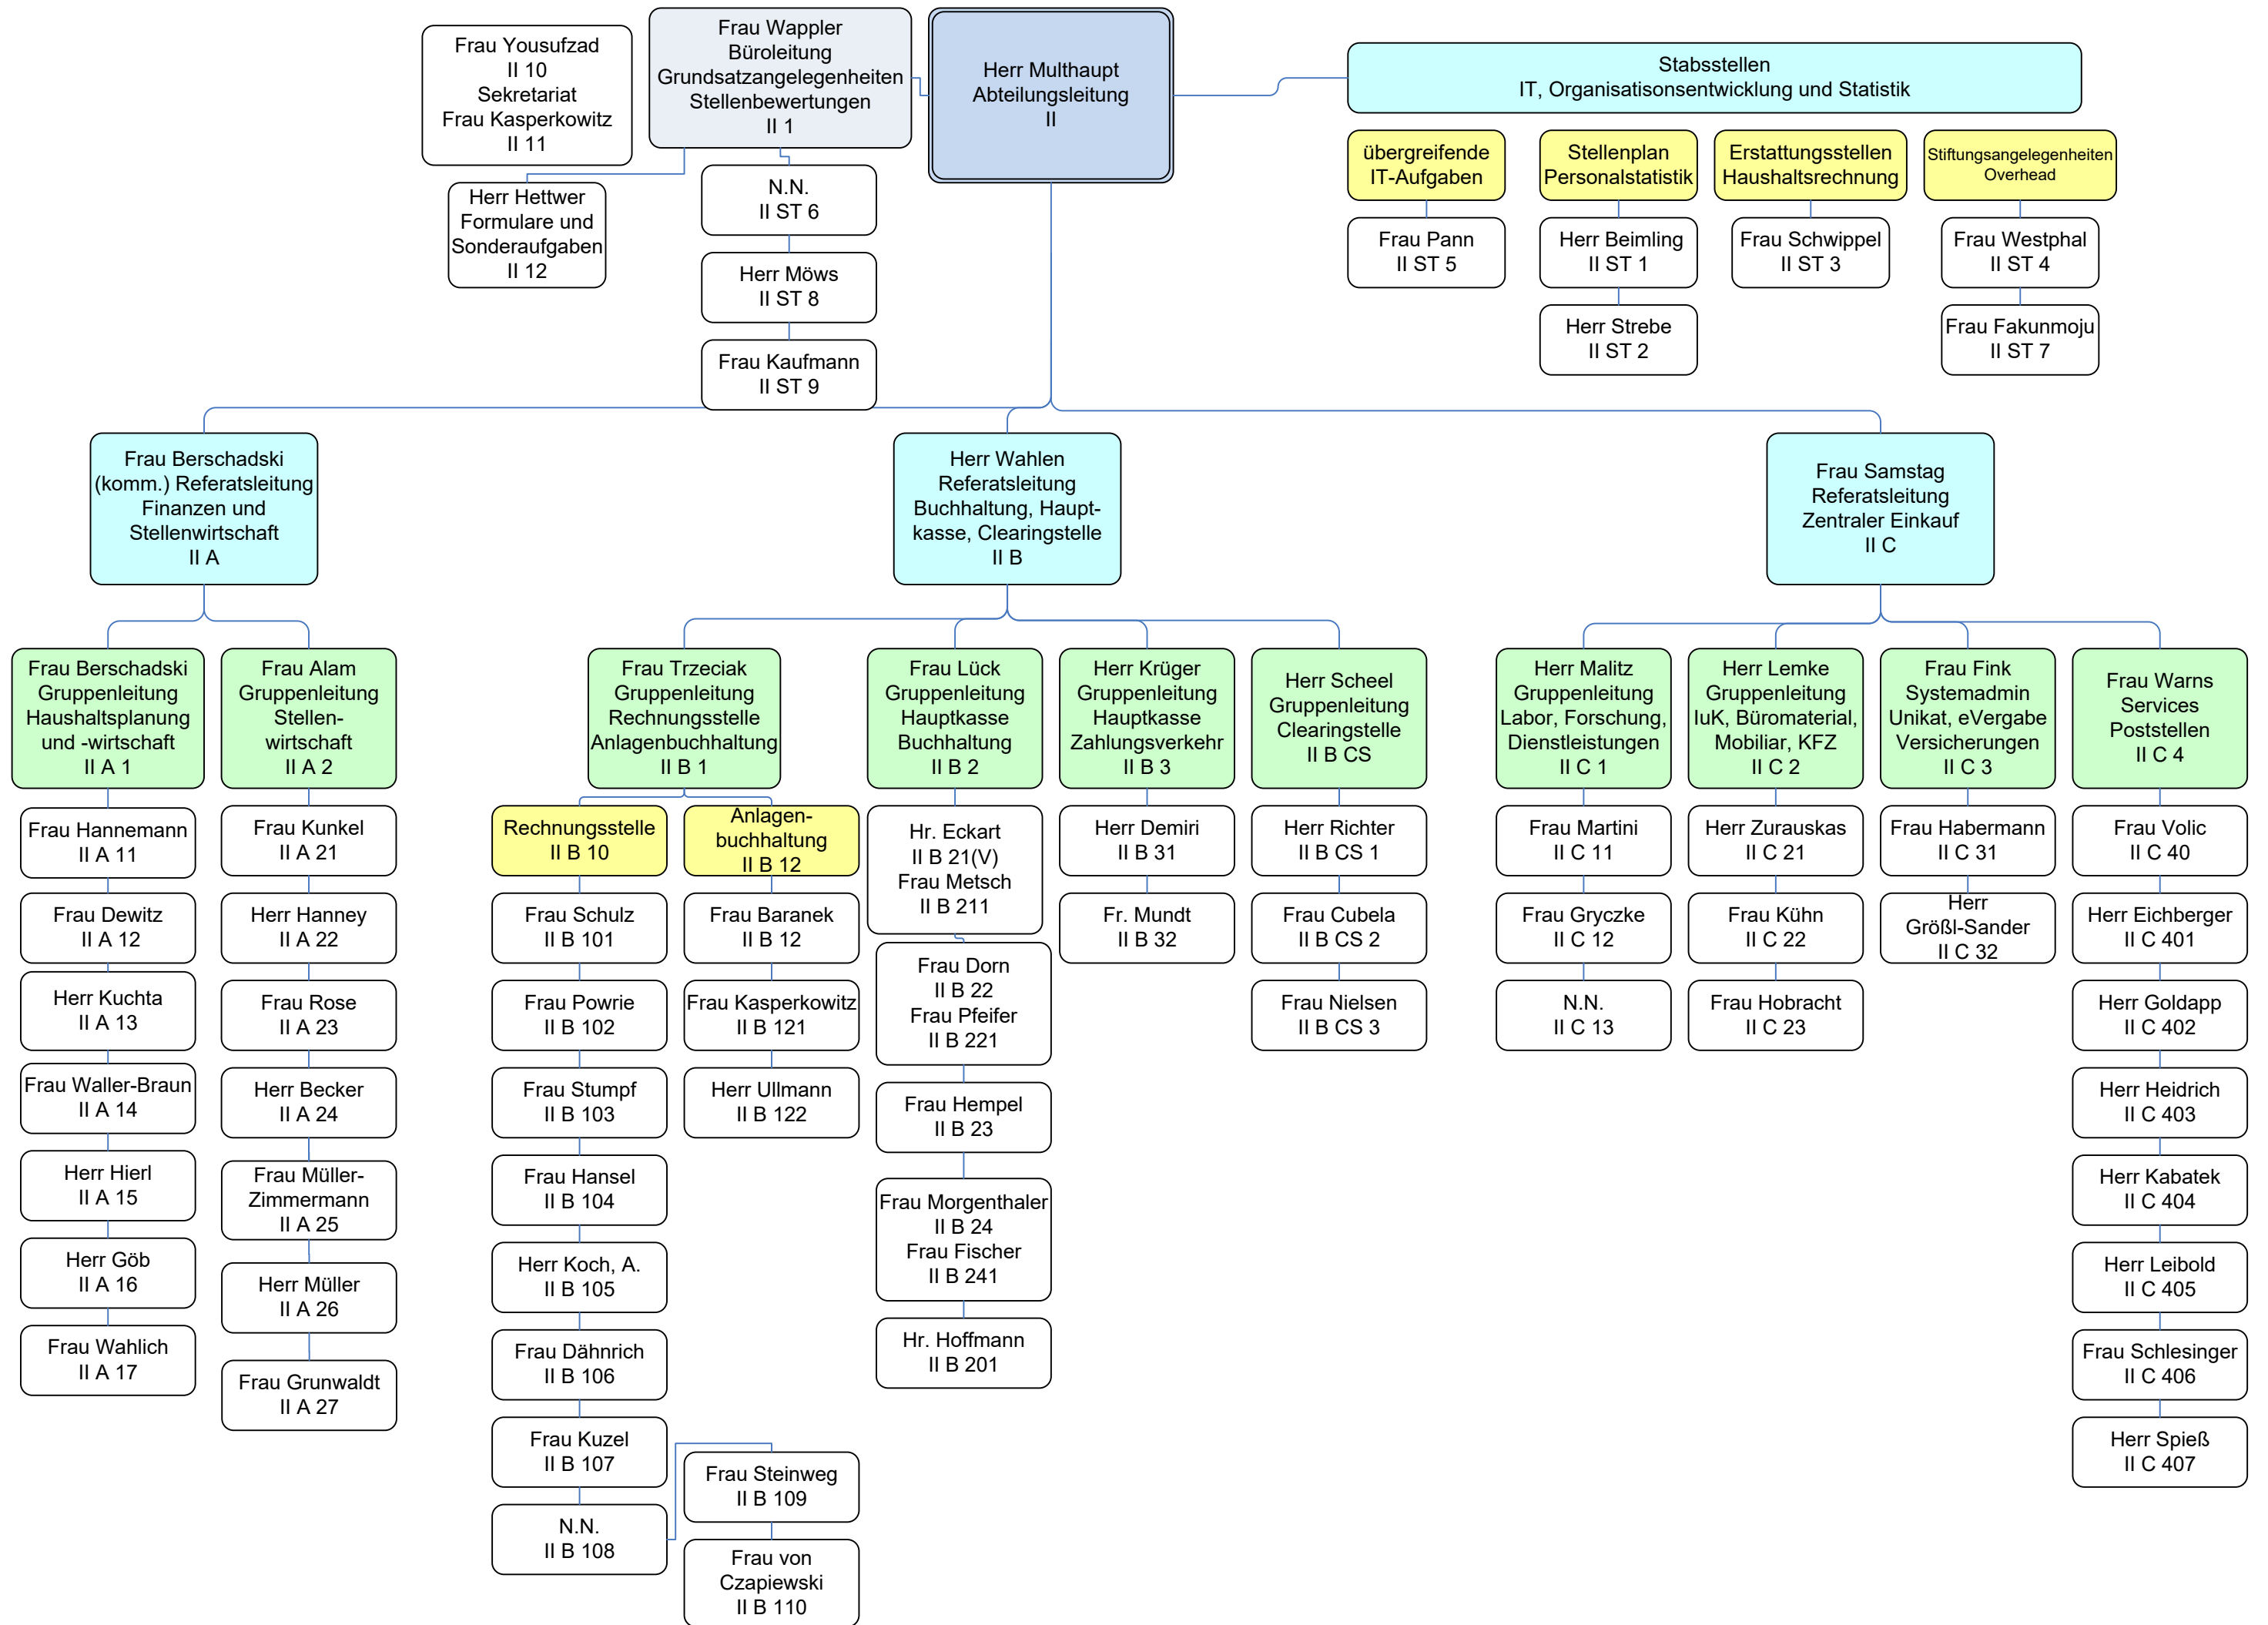 Frau Yousufzad
II 10
Sekretariat
Frau Kasperkowitz
II 11
Frau Wappler
Büroleitung
Grundsatzangelegenheiten
Stellenbewertungen
II 1
Herr Multhaupt
Abteilungsleitung
II
Stabsstellen
IT, Organisatisonsentwicklung und Statistik
Herr Hettwer
Formulare und
Sonderaufgaben
II 12
N.N.
II ST 6
Herr Möws
II ST 8
Frau Kaufmann
II ST 9
übergreifende
IT-Aufgaben
Frau Pann
II ST 5
Stellenplan
Personalstatistik
Herr Beimling
II ST 1
Herr Strebe
II ST 2
Erstattungsstellen
Haushaltsrechnung
Frau Schwippel
II ST 3
Stiftungsangelegenheiten
Overhead
Frau Westphal
II ST 4
Frau Fakunmoju
II ST 7
Frau Berschadski
(komm.) Referatsleitung
Finanzen und
Stellenwirtschaft
II A
Herr Wahlen
Referatsleitung
Buchhaltung, Haupt-
kasse, Clearingstelle
II B
Frau Samstag
Referatsleitung
Zentraler Einkauf
II C
Frau Berschadski
Gruppenleitung
Haushaltsplanung
und -wirtschaft
II A 1
Frau Hannemann
II A 11
Frau Dewitz
II A 12
Herr Kuchta
II A 13
Frau Waller-Braun
II A 14
Herr Hierl
II A 15
Herr Göb
II A 16
Frau Wahlich
II A 17
Frau Alam
Gruppenleitung
Stellen-
wirtschaft
II A 2
Frau Kunkel
II A 21
Herr Hanney
II A 22
Frau Rose
II A 23
Herr Becker
II A 24
Frau Müller-
Zimmermann
II A 25
Herr Müller
II A 26
Frau Grunwaldt
II A 27
Frau Trzeciak
Gruppenleitung
Rechnungsstelle
Anlagenbuchhaltung
II B 1
Rechnungsstelle
II B 10
Frau Schulz
II B 101
Frau Powrie
II B 102
Frau Stumpf
II B 103
Frau Hansel
II B 104
Herr Koch, A.
II B 105
Frau Dähnrich
II B 106
Frau Kuzel
II B 107
N.N.
II B 108
Anlagen-
buchhaltung
II B 12
Frau Baranek
II B 12
Frau Kasperkowitz
II B 121
Herr Ullmann
II B 122
Frau Steinweg
II B 109
Frau von
Czapiewski
II B 110
Frau Lück
Gruppenleitung
Hauptkasse
Buchhaltung
II B 2
Hr. Eckart
II B 21(V)
Frau Metsch
II B 211
Frau Dorn
II B 22
Frau Pfeifer
II B 221
Frau Hempel
II B 23
Frau Morgenthaler
II B 24
Frau Fischer
II B 241
Hr. Hoffmann
II B 201
Herr Krüger
Gruppenleitung
Hauptkasse
Zahlungsverkehr
II B 3
Herr Demiri
II B 31
Fr. Mundt
II B 32
Herr Scheel
Gruppenleitung
Clearingstelle
II B CS
Herr Richter
II B CS 1
Frau Cubela
II B CS 2
Frau Nielsen
II B CS 3
Herr Malitz
Gruppenleitung
Labor, Forschung,
Dienstleistungen
II C 1
Frau Martini
II C 11
Frau Gryczke
II C 12
N.N.
II C 13
Herr Lemke
Gruppenleitung
IuK, Büromaterial,
Mobiliar, KFZ
II C 2
Herr Zurauskas
II C 21
Frau Kühn
II C 22
Frau Hobracht
II C 23
Frau Fink
Systemadmin
Unikat, eVergabe
Versicherungen
II C 3
Frau Habermann
II C 31
Herr
Größl-Sander
II C 32
Frau Warns
Services
Poststellen
II C 4
Frau Volic
II C 40
Herr Eichberger
II C 401
Herr Goldapp
II C 402
Herr Heidrich
II C 403
Herr Kabatek
II C 404
Herr Leibold
II C 405
Frau Schlesinger
II C 406
Herr Spieß
II C 407